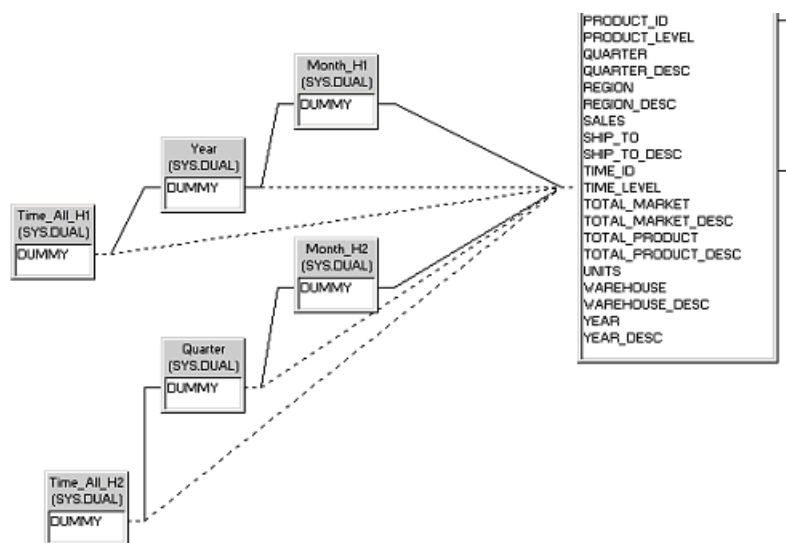 Month_H1
(SYS.DUAL)
DUMMY
Year
(SYS.DUAL)
DUMMY
Time_All_H1
(SYS.DUAL)
DUMMY
Month_H2
(SYS.DUAL)
DUMMY
Quarter
(SYS.DUAL)
DUMMY
Time_All_H2
(SYS.DUAL)
DUMMY
PRODUCT_ID
PRODUCT_LEVEL
QUARTER
QUARTER_DESC
REGION
REGION_DESC
SALES
SHIP_TO
SHIP_TO_DESC
TIME_ID
TIME_LEVEL
TOTAL_MARKET
TOTAL_MARKET_DESC
TOTAL_PRODUCT
TOTAL_PRODUCT_DESC
UNITS
WAREHOUSE
WAREHOUSE_DESC
YEAR
YEAR_DESC